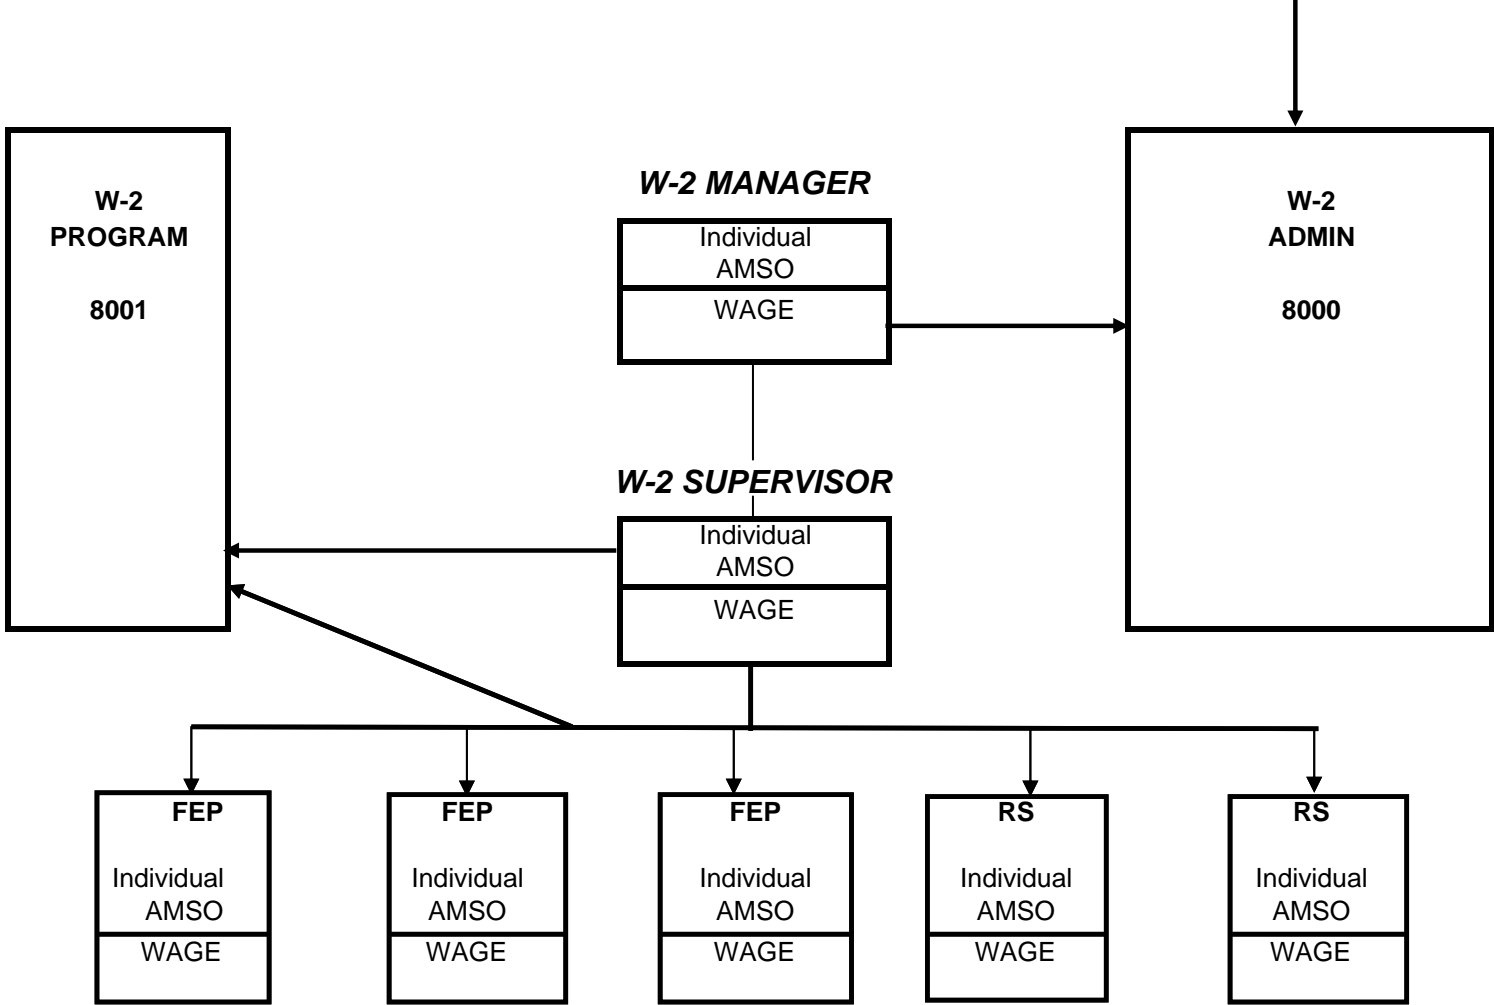 W-2
PROGRAM
8001
W-2 MANAGER
Individual
AMSO
WAGE
W-2
ADMIN
8000
W-2 SUPERVISOR
Individual
AMSO
WAGE
FEP
Individual
AMSO
WAGE
FEP
Individual
AMSO
WAGE
FEP
Individual
AMSO
WAGE
RS
Individual
AMSO
WAGE
RS
Individual
AMSO
WAGE